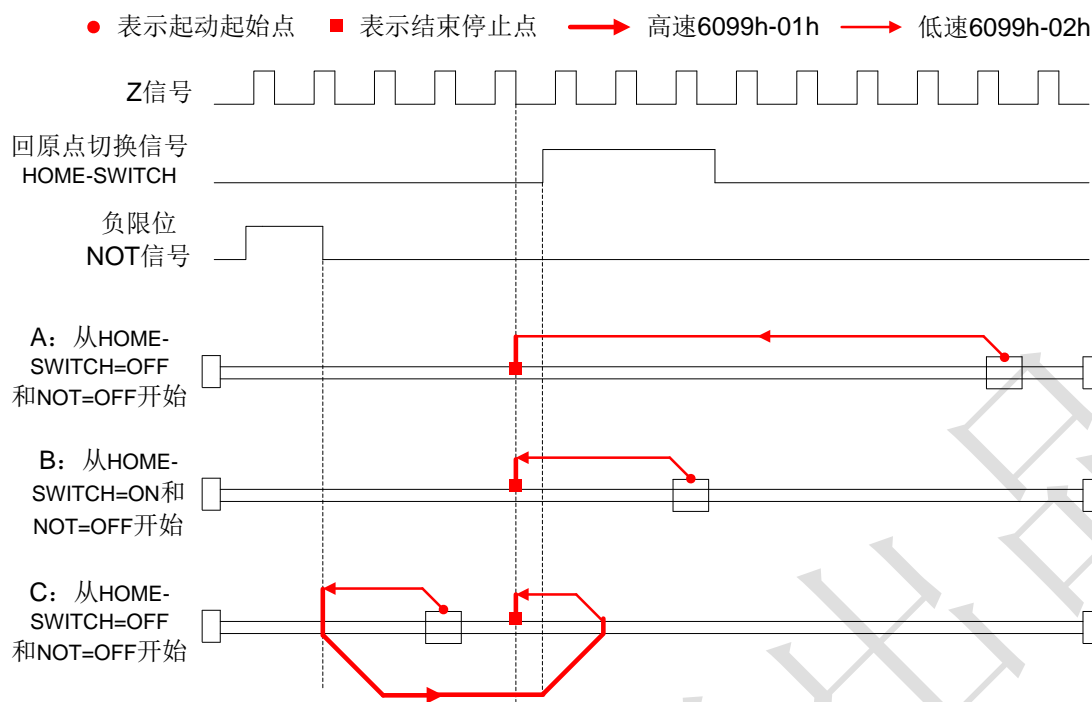 表示起动起始点 表示结束停止点 高速6099h-01h 低速6099h-02h
Z信号
回原点切换信号
HOME-SWITCH
负限位
NOT信号
A：从HOME-
SWITCH=OFF
和NOT=OFF开始
B：从HOME-
SWITCH=ON和
NOT=OFF开始
C：从HOME-
SWITCH=OFF
和NOT=OFF开始